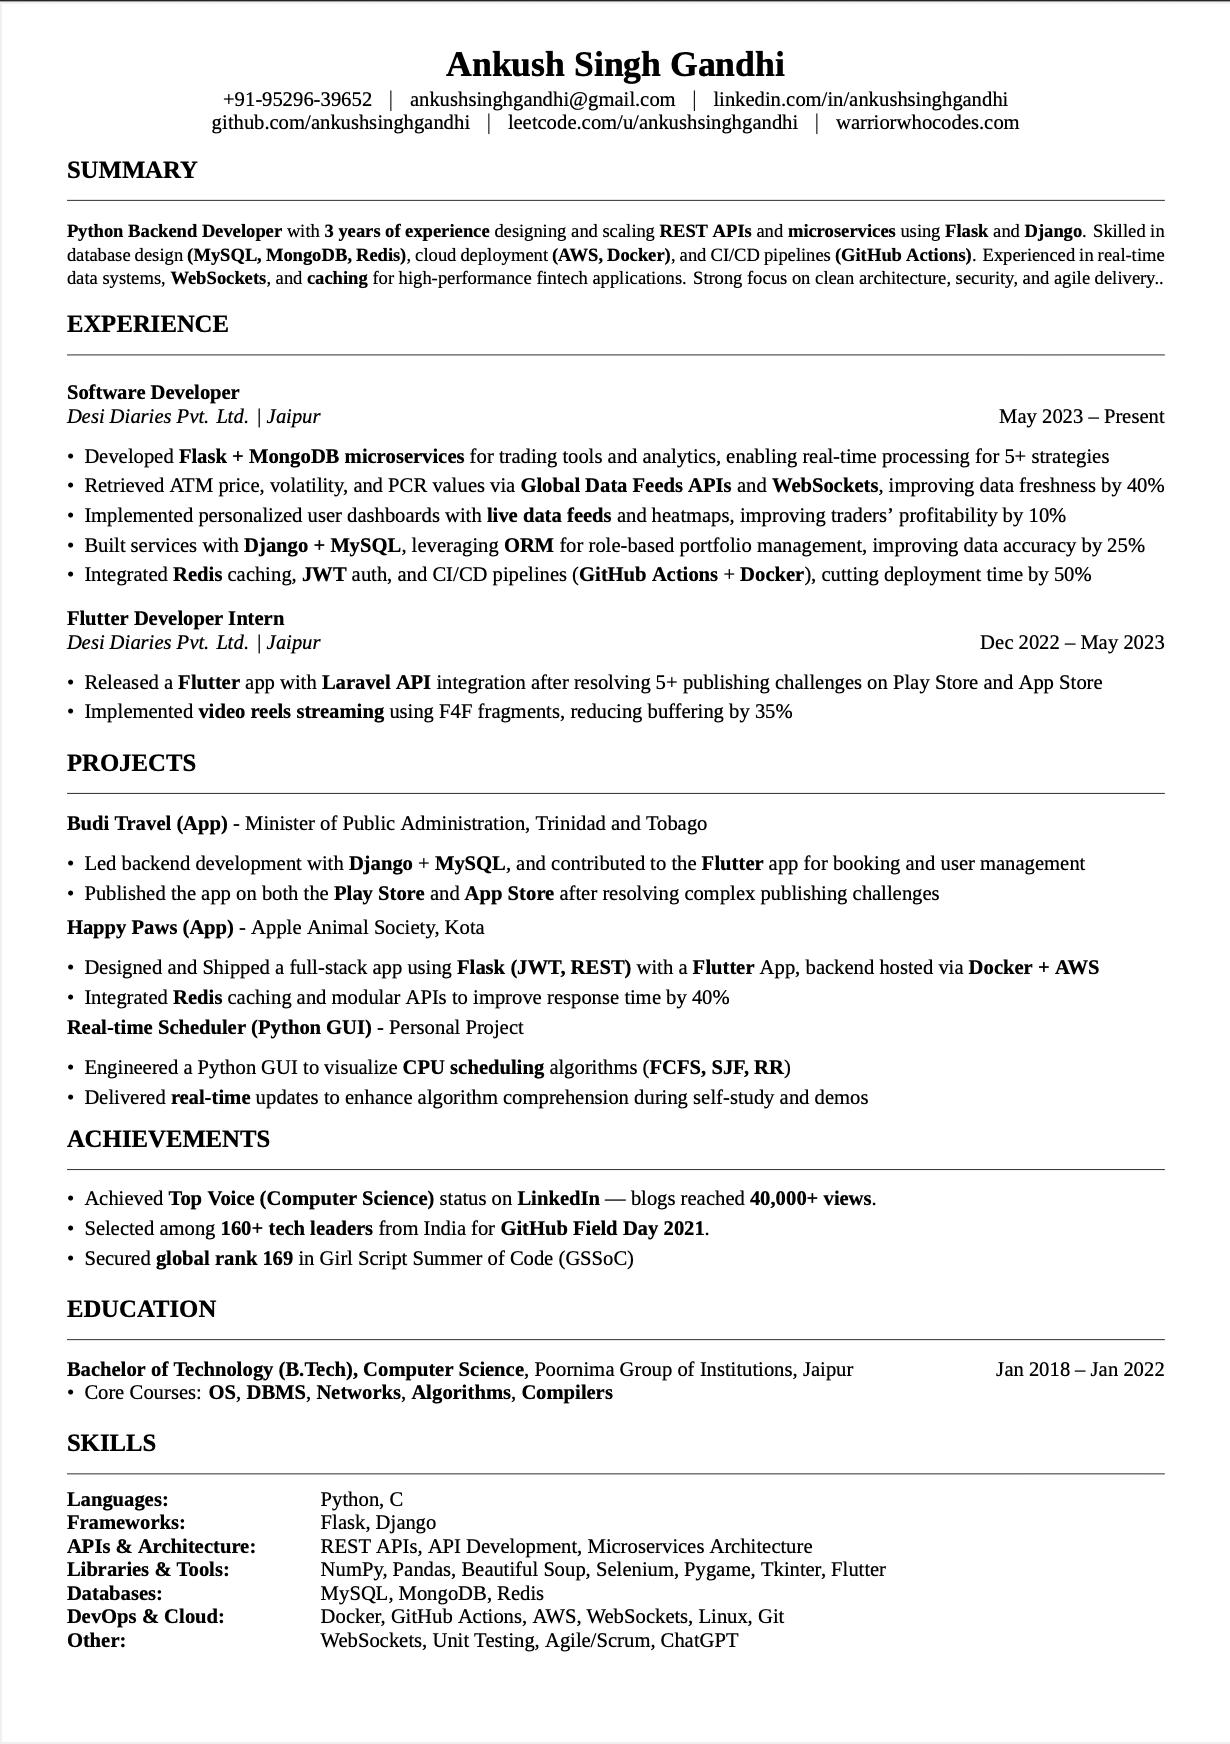 Ankush Singh Gandhi
+91-95296-39652 | ankushsinghgandhi@gmail.com | linkedin.com/in/ankushsinghgandhi
github.com/ankushsinghgandhi | leetcode.com/u/ankushsinghgandhi | warriorwhocodes.com
SUMMARY
Python Backend Developer with 3 years of experience designing and scaling REST APIs and microservices using Flask and Django. Skilled in
database design (MySQL, MongoDB, Redis), cloud deployment (AWS, Docker), and CI/CD pipelines (GitHub Actions). Experienced in real-time
data systems, WebSockets, and caching for high-performance fintech applications. Strong focus on clean architecture, security, and agile delivery..
EXPERIENCE
Software Developer
Desi Diaries Pvt. Ltd. | Jaipur May 2023 – Present
• Developed Flask + MongoDB microservices for trading tools and analytics, enabling real-time processing for 5+ strategies
• Retrieved ATM price, volatility, and PCR values via Global Data Feeds APIs and WebSockets, improving data freshness by 40%
• Implemented personalized user dashboards with live data feeds and heatmaps, improving traders’ profitability by 10%
• Built services with Django + MySQL, leveraging ORM for role-based portfolio management, improving data accuracy by 25%
• Integrated Redis caching, JWT auth, and CI/CD pipelines (GitHub Actions + Docker), cutting deployment time by 50%
Flutter Developer Intern
Desi Diaries Pvt. Ltd. | Jaipur Dec 2022 – May 2023
• Released a Flutter app with Laravel API integration after resolving 5+ publishing challenges on Play Store and App Store
• Implemented video reels streaming using F4F fragments, reducing buffering by 35%
PROJECTS
Budi Travel (App) - Minister of Public Administration, Trinidad and Tobago
• Led backend development with Django + MySQL, and contributed to the Flutter app for booking and user management
• Published the app on both the Play Store and App Store after resolving complex publishing challenges
Happy Paws (App) - Apple Animal Society, Kota
• Designed and Shipped a full-stack app using Flask (JWT, REST) with a Flutter App, backend hosted via Docker + AWS
• Integrated Redis caching and modular APIs to improve response time by 40%
Real-time Scheduler (Python GUI) - Personal Project
• Engineered a Python GUI to visualize CPU scheduling algorithms (FCFS, SJF, RR)
• Delivered real-time updates to enhance algorithm comprehension during self-study and demos
ACHIEVEMENTS
• Achieved Top Voice (Computer Science) status on LinkedIn — blogs reached 40,000+ views.
• Selected among 160+ tech leaders from India for GitHub Field Day 2021.
• Secured global rank 169 in Girl Script Summer of Code (GSSoC)
EDUCATION
Bachelor of Technology (B.Tech), Computer Science, Poornima Group of Institutions, Jaipur Jan 2018 – Jan 2022
• Core Courses: OS, DBMS, Networks, Algorithms, Compilers
SKILLS
Languages: Python, C
Frameworks: Flask, Django
APIs & Architecture: REST APIs, API Development, Microservices Architecture
Libraries & Tools: NumPy, Pandas, Beautiful Soup, Selenium, Pygame, Tkinter, Flutter
Databases: MySQL, MongoDB, Redis
DevOps & Cloud: Docker, GitHub Actions, AWS, WebSockets, Linux, Git
Other: WebSockets, Unit Testing, Agile/Scrum, ChatGPT